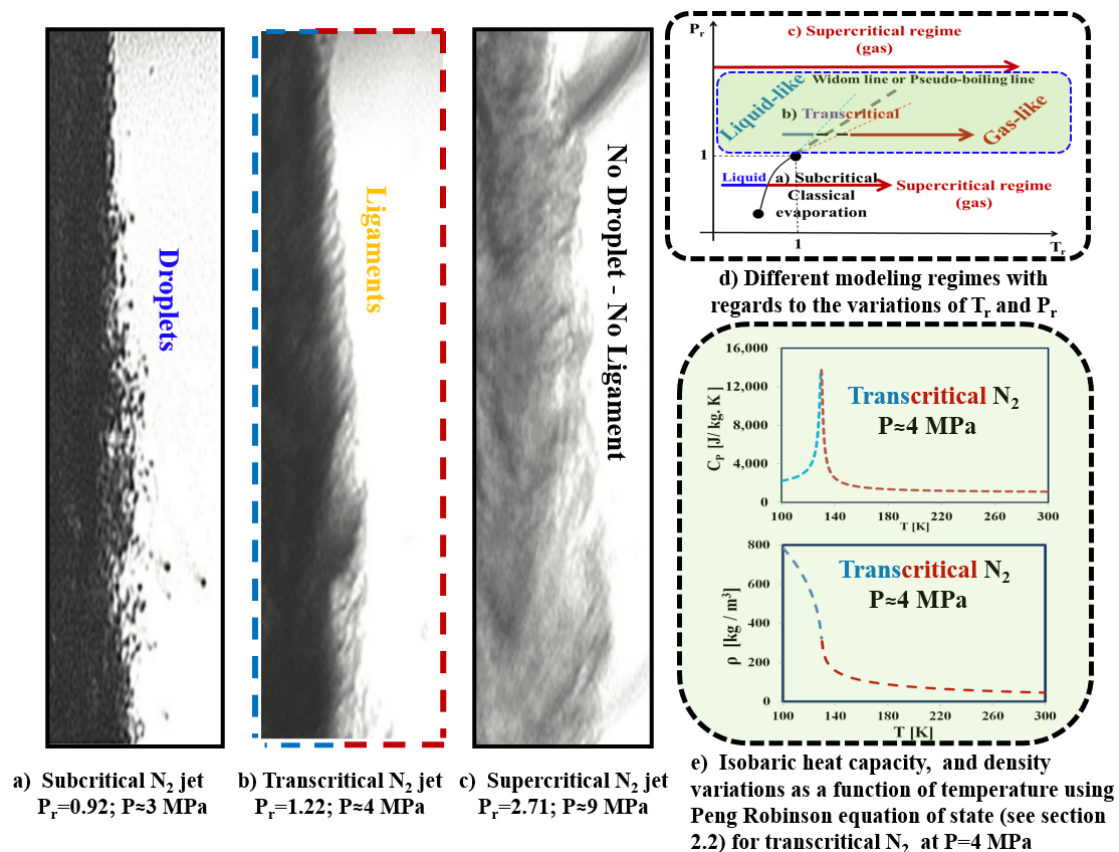 Droplets
Ligaments
No Droplet - No Ligament
a) Subcritical N₂ jet
Pᵣ=0.92; P≈3 MPa
b) Transcritical N₂ jet
Pᵣ=1.22; P≈4 MPa
c) Supercritical N₂ jet
Pᵣ=2.71; P≈9 MPa
Pᵣ
c) Supercritical regime
(gas)
Widom line or Pseudo-boiling line
Liquid-like
b) Transcritical
Gas-like
1
Liquid
a) Subcritical
Classical
evaporation
Supercritical regime
(gas)
1
Tᵣ
d) Different modeling regimes with
regards to the variations of Tᵣ and Pᵣ
16,000
12,000
8,000
4,000
0
C_P [J/ kg. K ]
Transcritical N₂
P≈4 MPa
100 140 180 220 260 300
T [K]
800
600
400
200
0
ρ [kg / m³]
Transcritical N₂
P≈4 MPa
100 140 180 220 260 300
T [K]
e) Isobaric heat capacity, and density
variations as a function of temperature using
Peng Robinson equation of state (see section
2.2) for transcritical N₂ at P=4 MPa